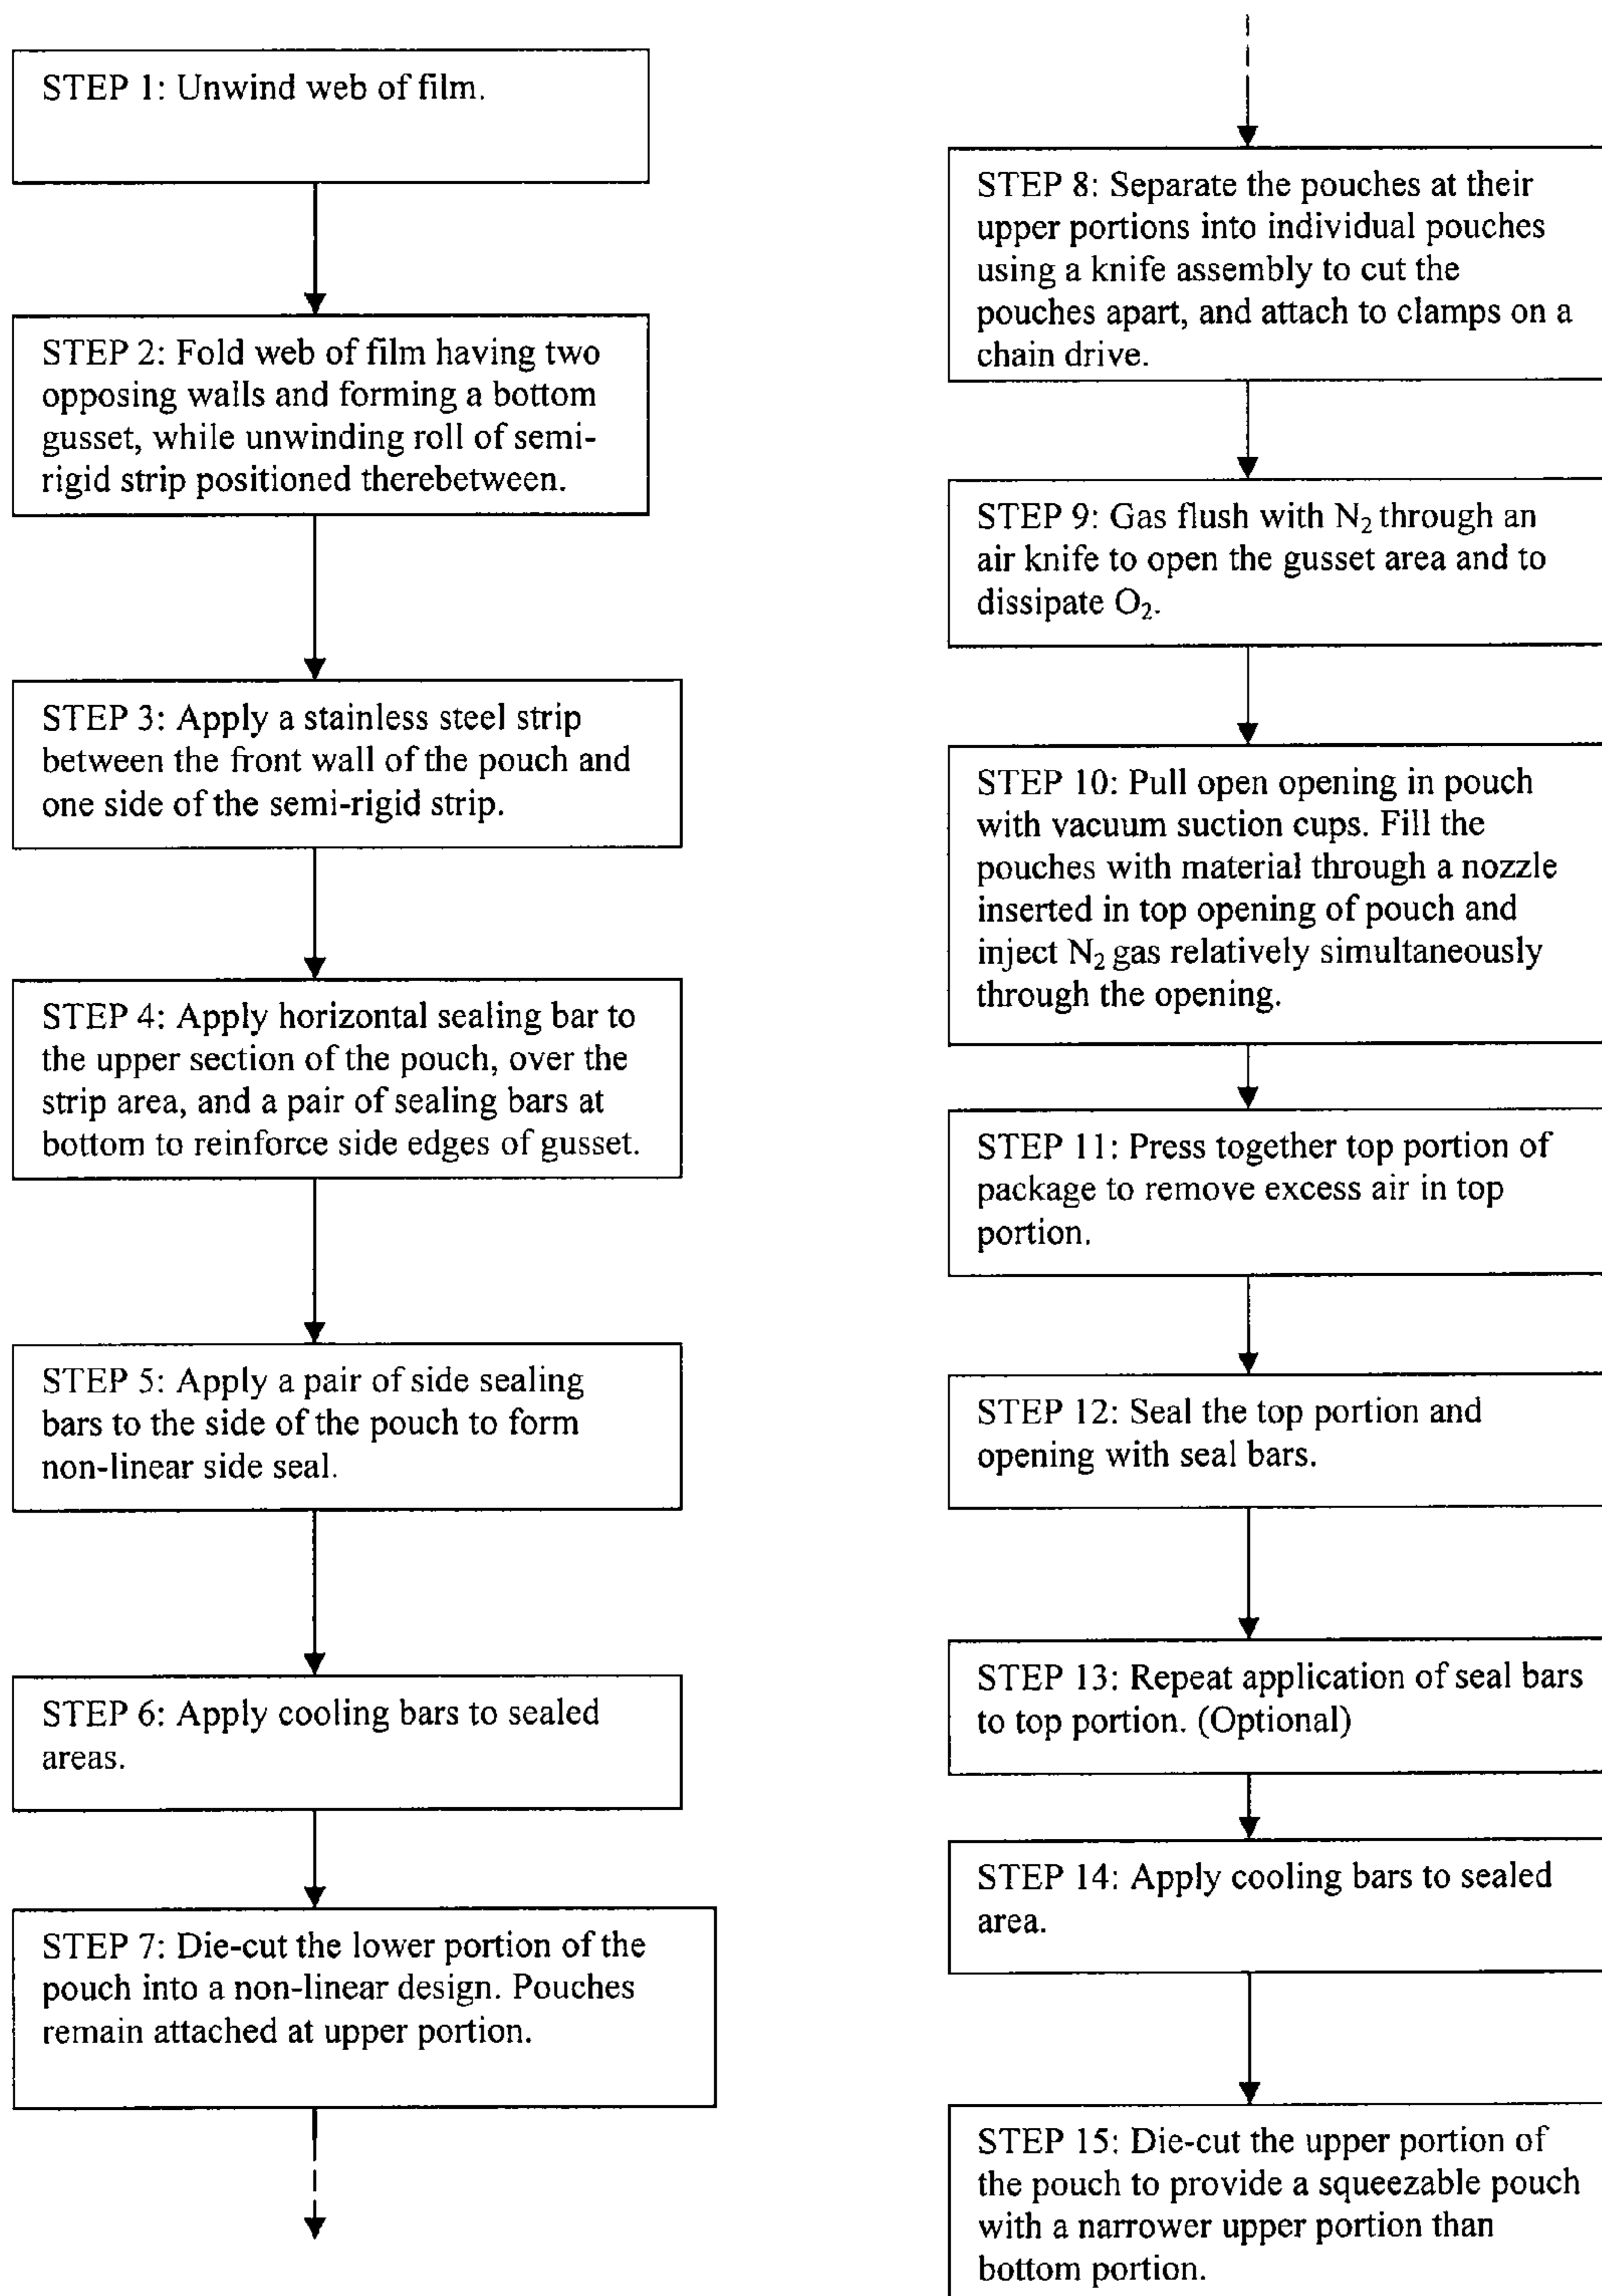 STEP 1: Unwind web of film.
STEP 2: Fold web of film having two
opposing walls and forming a bottom
gusset, while unwinding roll of semi-
rigid strip positioned therebetween.
STEP 3: Apply a stainless steel strip
between the front wall of the pouch and
one side of the semi-rigid strip.
STEP 4: Apply horizontal sealing bar to
the upper section of the pouch, over the
strip area, and a pair of sealing bars at
bottom to reinforce side edges of gusset.
STEP 5: Apply a pair of side sealing
bars to the side of the pouch to form
non-linear side seal.
STEP 6: Apply cooling bars to sealed
areas.
STEP 7: Die-cut the lower portion of the
pouch into a non-linear design. Pouches
remain attached at upper portion.
STEP 8: Separate the pouches at their
upper portions into individual pouches
using a knife assembly to cut the
pouches apart, and attach to clamps on a
chain drive.
STEP 9: Gas flush with N₂ through an
air knife to open the gusset area and to
dissipate O₂.
STEP 10: Pull open opening in pouch
with vacuum suction cups. Fill the
pouches with material through a nozzle
inserted in top opening of pouch and
inject N₂ gas relatively simultaneously
through the opening.
STEP 11: Press together top portion of
package to remove excess air in top
portion.
STEP 12: Seal the top portion and
opening with seal bars.
STEP 13: Repeat application of seal bars
to top portion. (Optional)
STEP 14: Apply cooling bars to sealed
area.
STEP 15: Die-cut the upper portion of
the pouch to provide a squeezable pouch
with a narrower upper portion than
bottom portion.